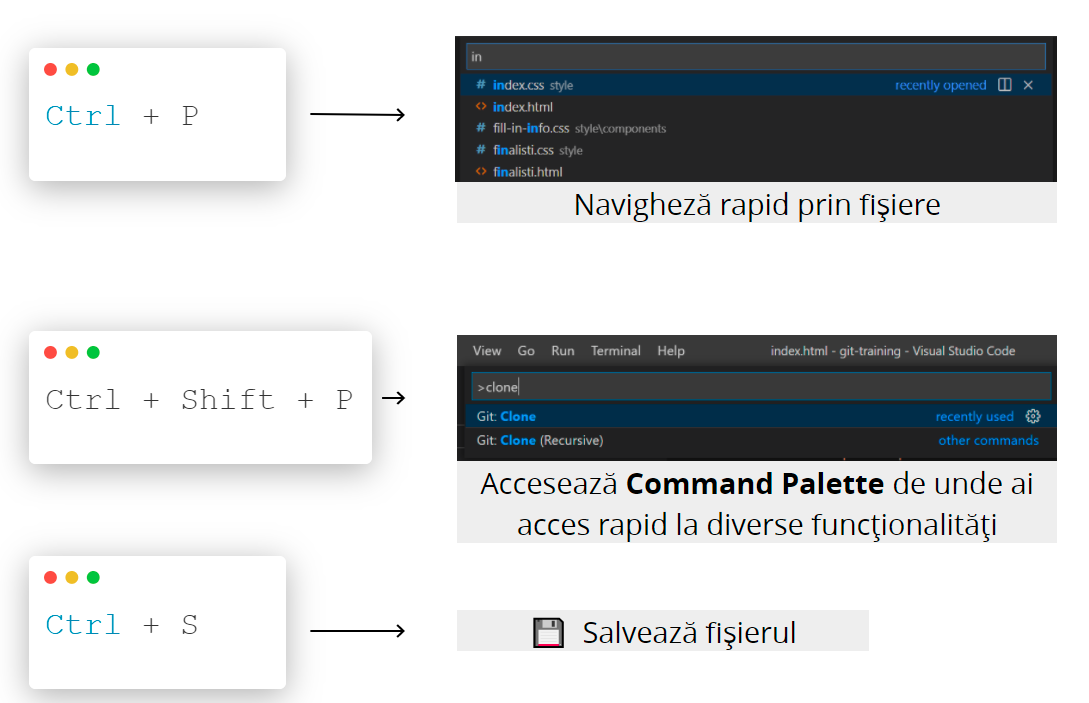 Ctrl + P
in
# index.css style recently opened
<> index.html
# fill-in-info.css style\components
# finalisti.css style
<> finalisti.html
Navigheză rapid prin fişiere
Ctrl + Shift + P
View Go Run Terminal Help index.html - git-training - Visual Studio Code
>clone
Git: Clone recently used
Git: Clone (Recursive) other commands
Accesează Command Palette de unde ai
acces rapid la diverse funcţionalităţi
Ctrl + S
Salvează fişierul